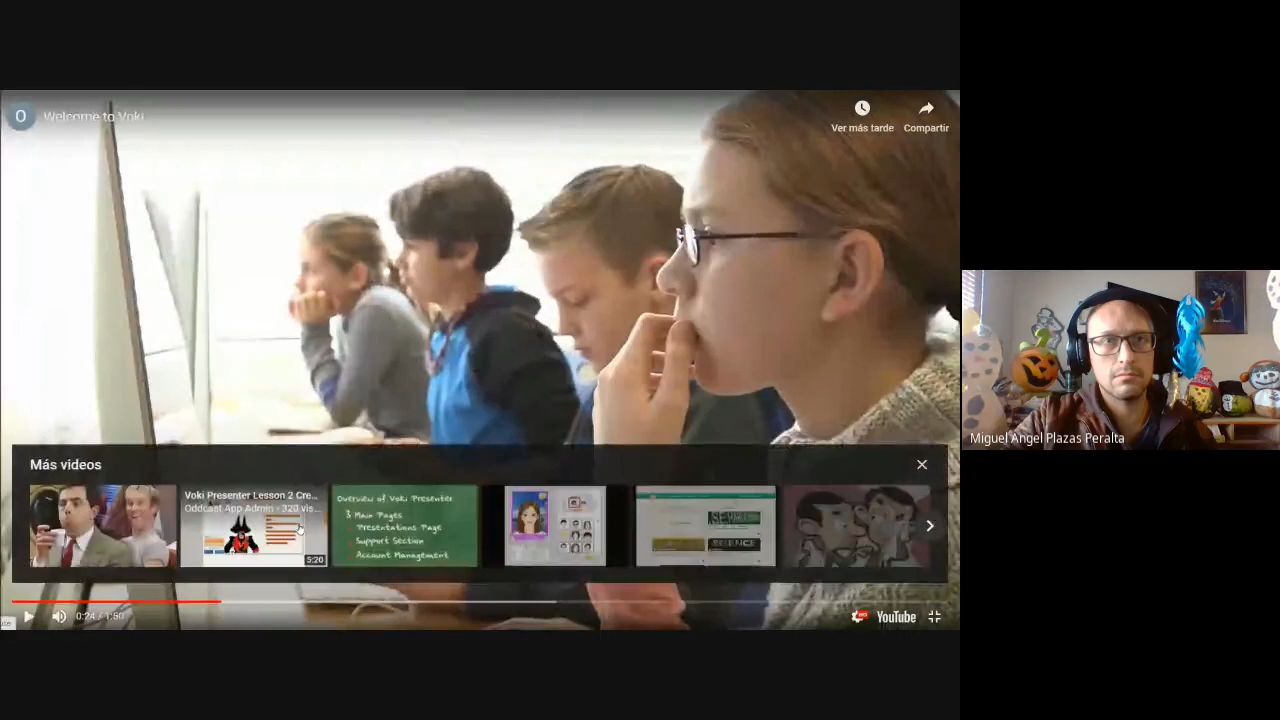 O
Welcome to Voki
Ver más tarde
Compartir
Más videos
Voki Presenter Lesson 2 Cre...
Oddcast App Admin · 320 vis...
5:20
Overview of Voki Presenter
3 Main Pages
Presentations Page
Support Section
Account Management
0:24 / 1:50
YouTube
Miguel Angel Plazas Peralta